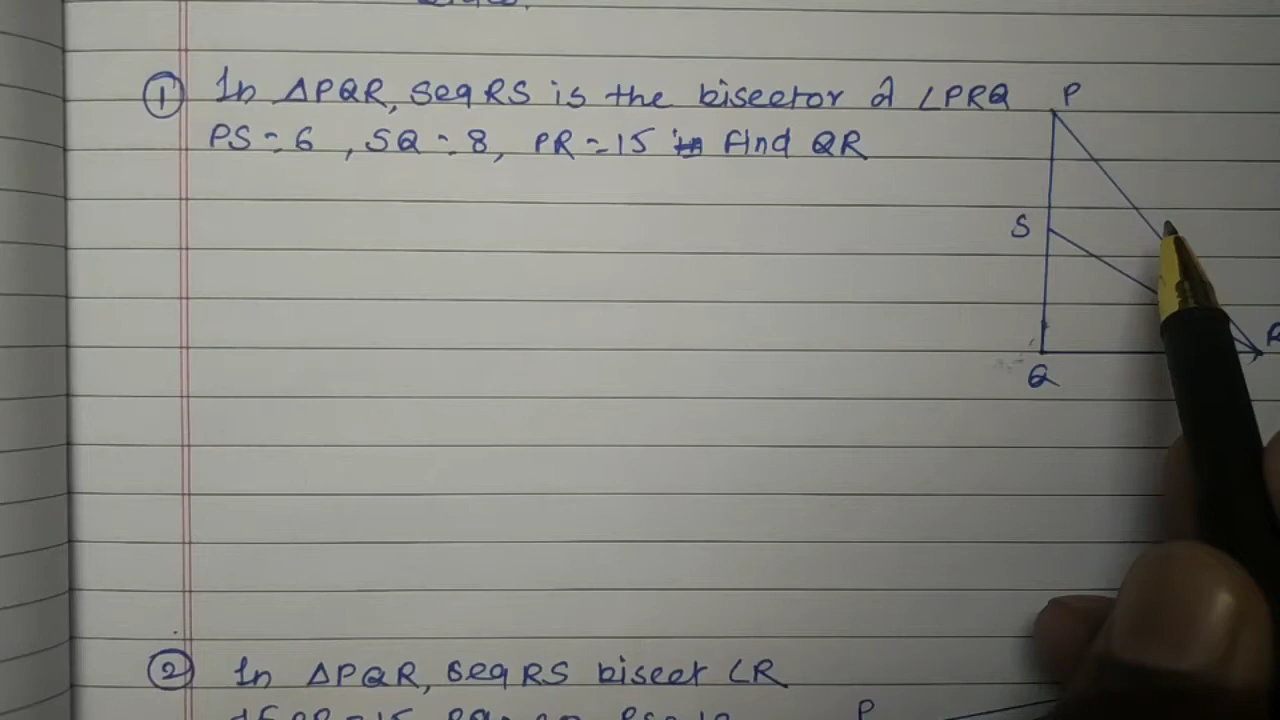 ① In ΔPQR, seg RS is the bisector of ∠PRQ
PS = 6, SQ = 8, PR = 15 Find QR
P
S
R
Q
② In ΔPQR, seg RS bisect ∠R
P